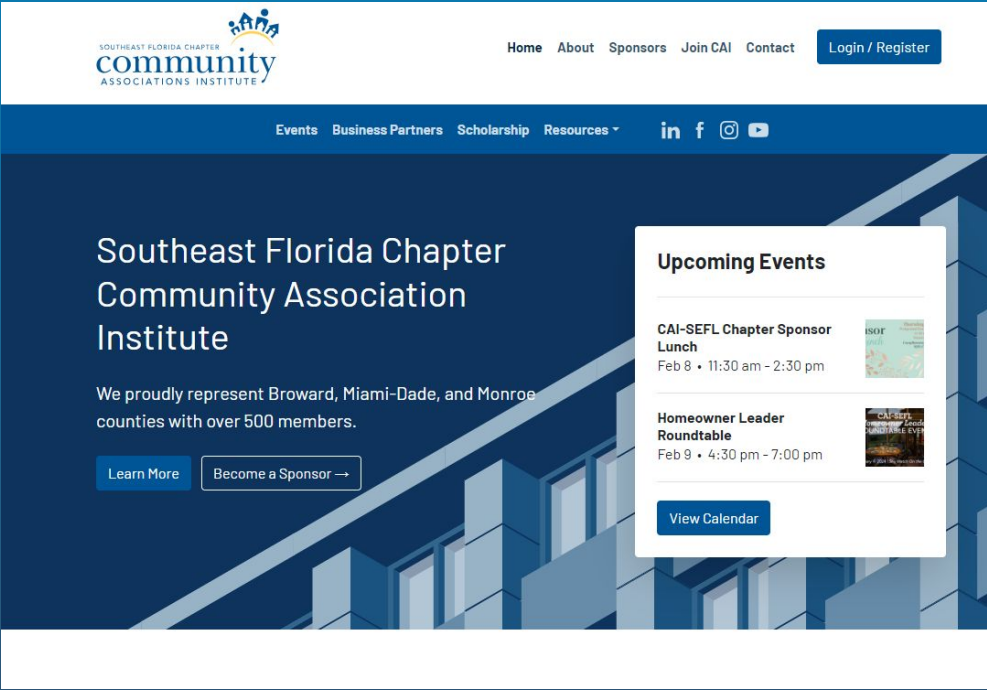 SOUTHEAST FLORIDA CHAPTER
community
ASSOCIATIONS INSTITUTE
Home About Sponsors Join CAI Contact Login / Register
Events Business Partners Scholarship Resources
Southeast Florida Chapter
Community Association
Institute
We proudly represent Broward, Miami-Dade, and Monroe
counties with over 500 members.
Learn More Become a Sponsor →
Upcoming Events
CAI-SEFL Chapter Sponsor
Lunch
Feb 8 • 11:30 am - 2:30 pm
Homeowner Leader
Roundtable
Feb 9 • 4:30 pm - 7:00 pm
CAI-SEFL
View Calendar